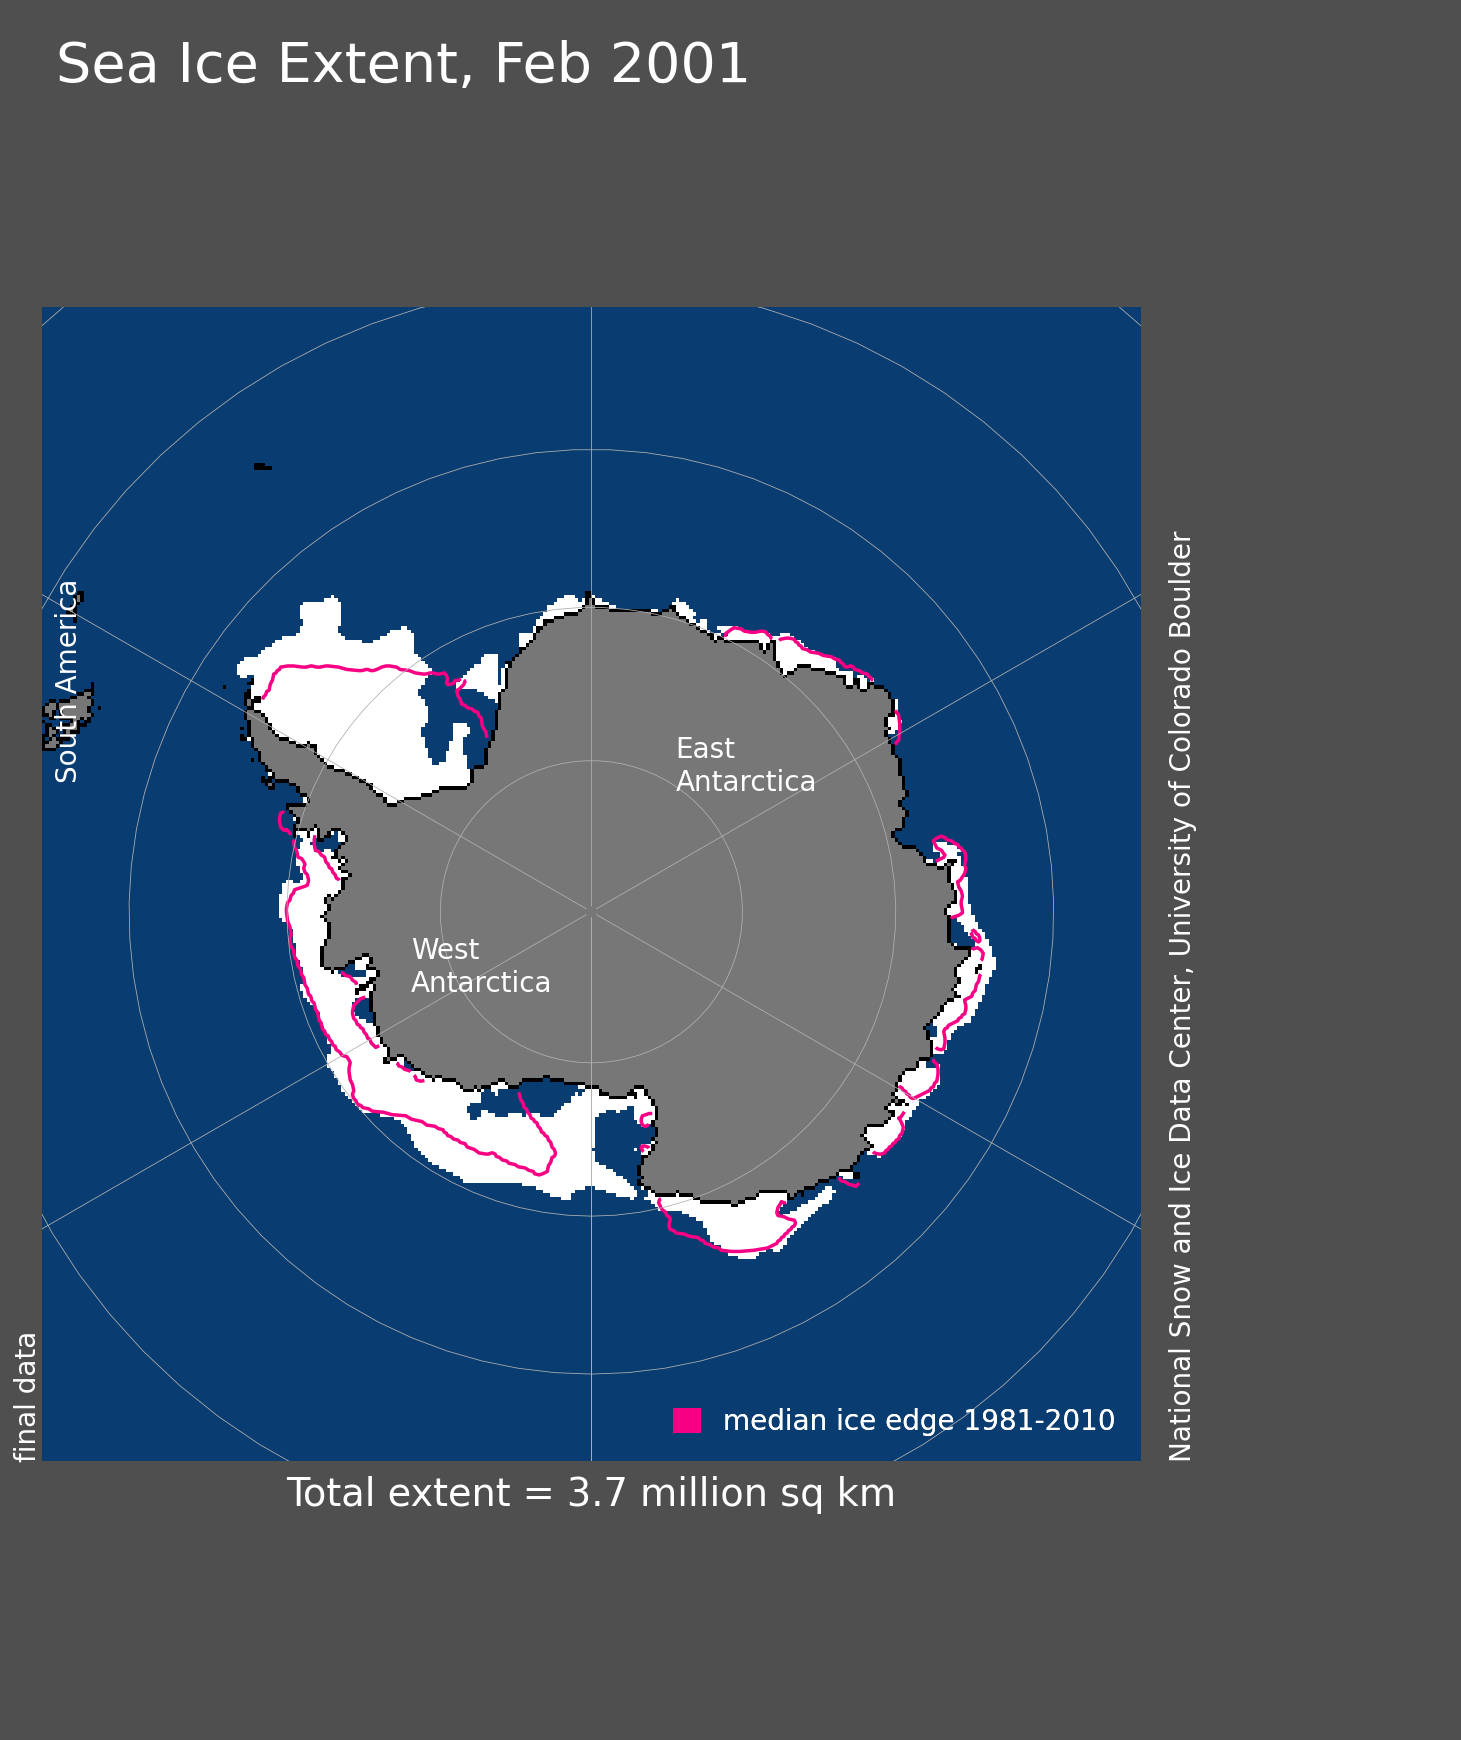 Sea Ice Extent, Feb 2001
South America
East
Antarctica
West
Antarctica
final data
median ice edge 1981-2010
National Snow and Ice Data Center, University of Colorado Boulder
Total extent = 3.7 million sq km